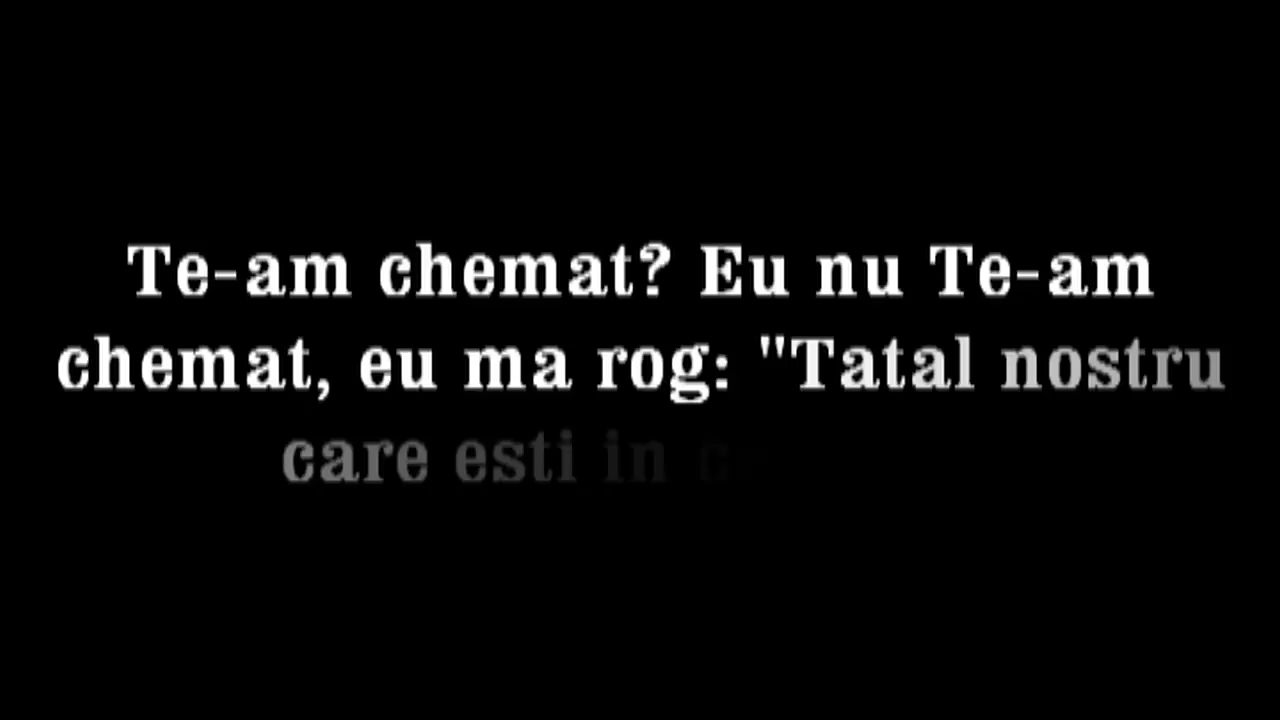 Te-am chemat? Eu nu Te-am
chemat, eu ma rog: "Tatal nostru
care esti in